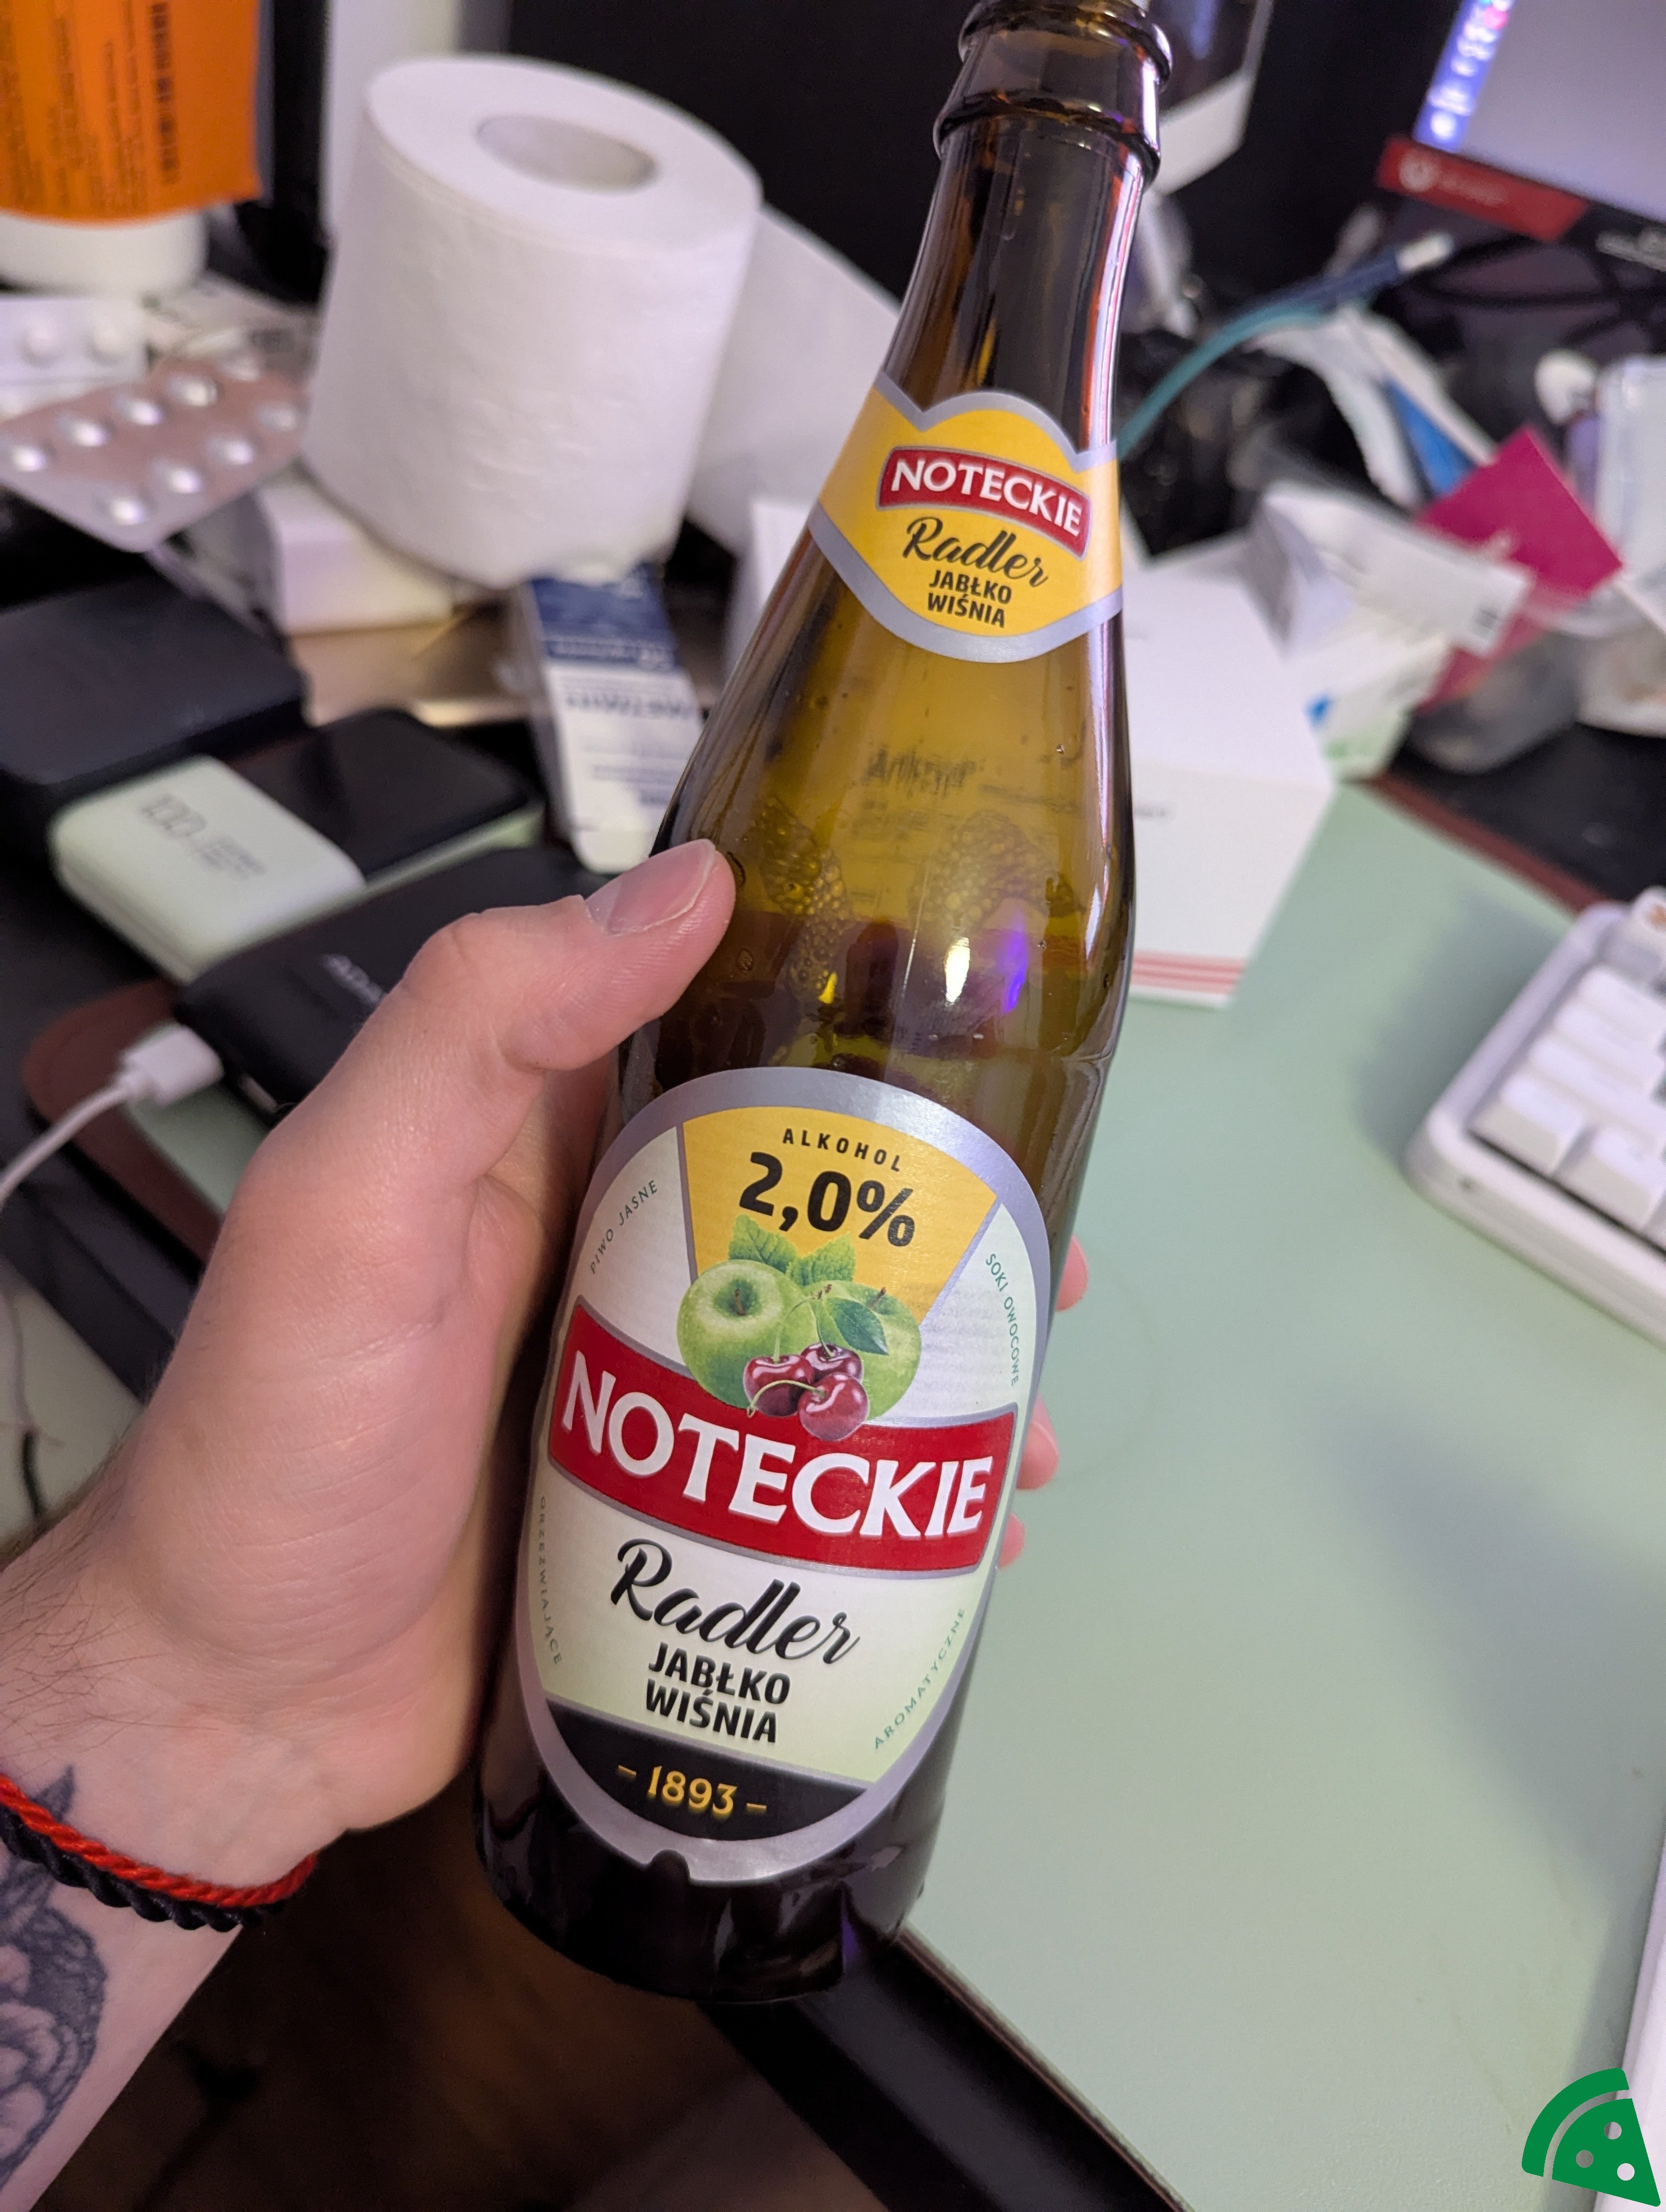 NOTECKIE
Radler
JABŁKO
WIŚNIA
ALKOHOL
2,0%
PIWO JASNE
SOKI OWOCOWE
NOTECKIE
Radler
JABŁKO
WIŚNIA
ORZEŹWIAJĄCE
AROMATYCZNE
- 1893 -